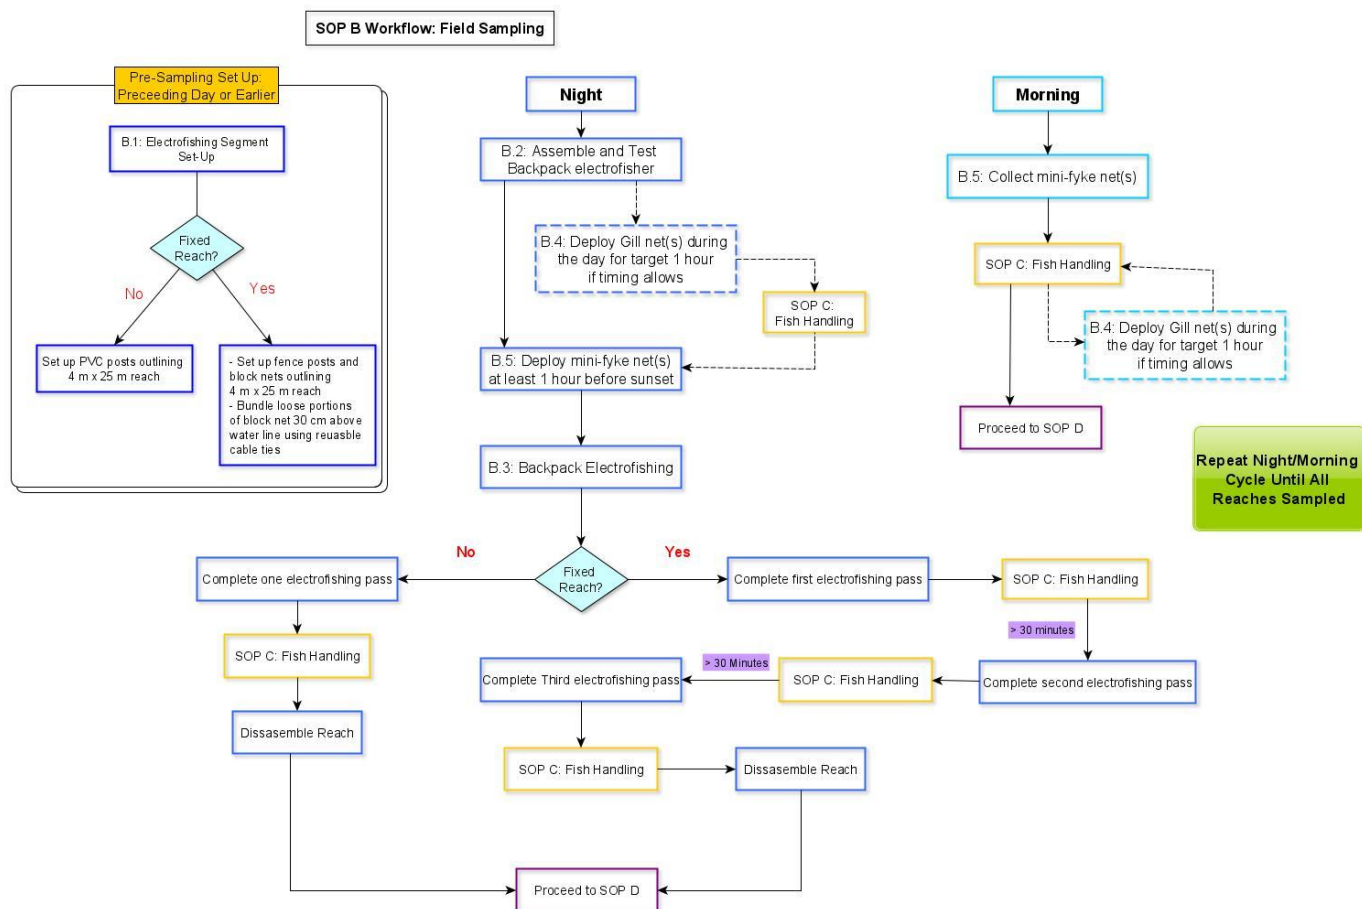 SOP B Workflow: Field Sampling
Pre-Sampling Set Up:
Preceeding Day or Earlier
B.1: Electrofishing Segment
Set-Up
Fixed
Reach?
No
Yes
Set up PVC posts outlining
4 m x 25 m reach
- Set up fence posts and
block nets outlining
4 m x 25 m reach
- Bundle loose portions
of block net 30 cm above
water line using reuasble
cable ties
Night
B.2: Assemble and Test
Backpack electrofisher
B.4: Deploy Gill net(s) during
the day for target 1 hour
if timing allows
SOP C:
Fish Handling
B.5: Deploy mini-fyke net(s)
at least 1 hour before sunset
B.3: Backpack Electrofishing
Fixed
Reach?
No
Yes
Complete one electrofishing pass
SOP C: Fish Handling
Dissasemble Reach
Complete first electrofishing pass
SOP C: Fish Handling
> 30 minutes
Complete second electrofishing pass
SOP C: Fish Handling
> 30 Minutes
Complete Third electrofishing pass
SOP C: Fish Handling
Dissasemble Reach
Proceed to SOP D
Morning
B.5: Collect mini-fyke net(s)
SOP C: Fish Handling
B.4: Deploy Gill net(s) during
the day for target 1 hour
if timing allows
Proceed to SOP D
Repeat Night/Morning
Cycle Until All
Reaches Sampled